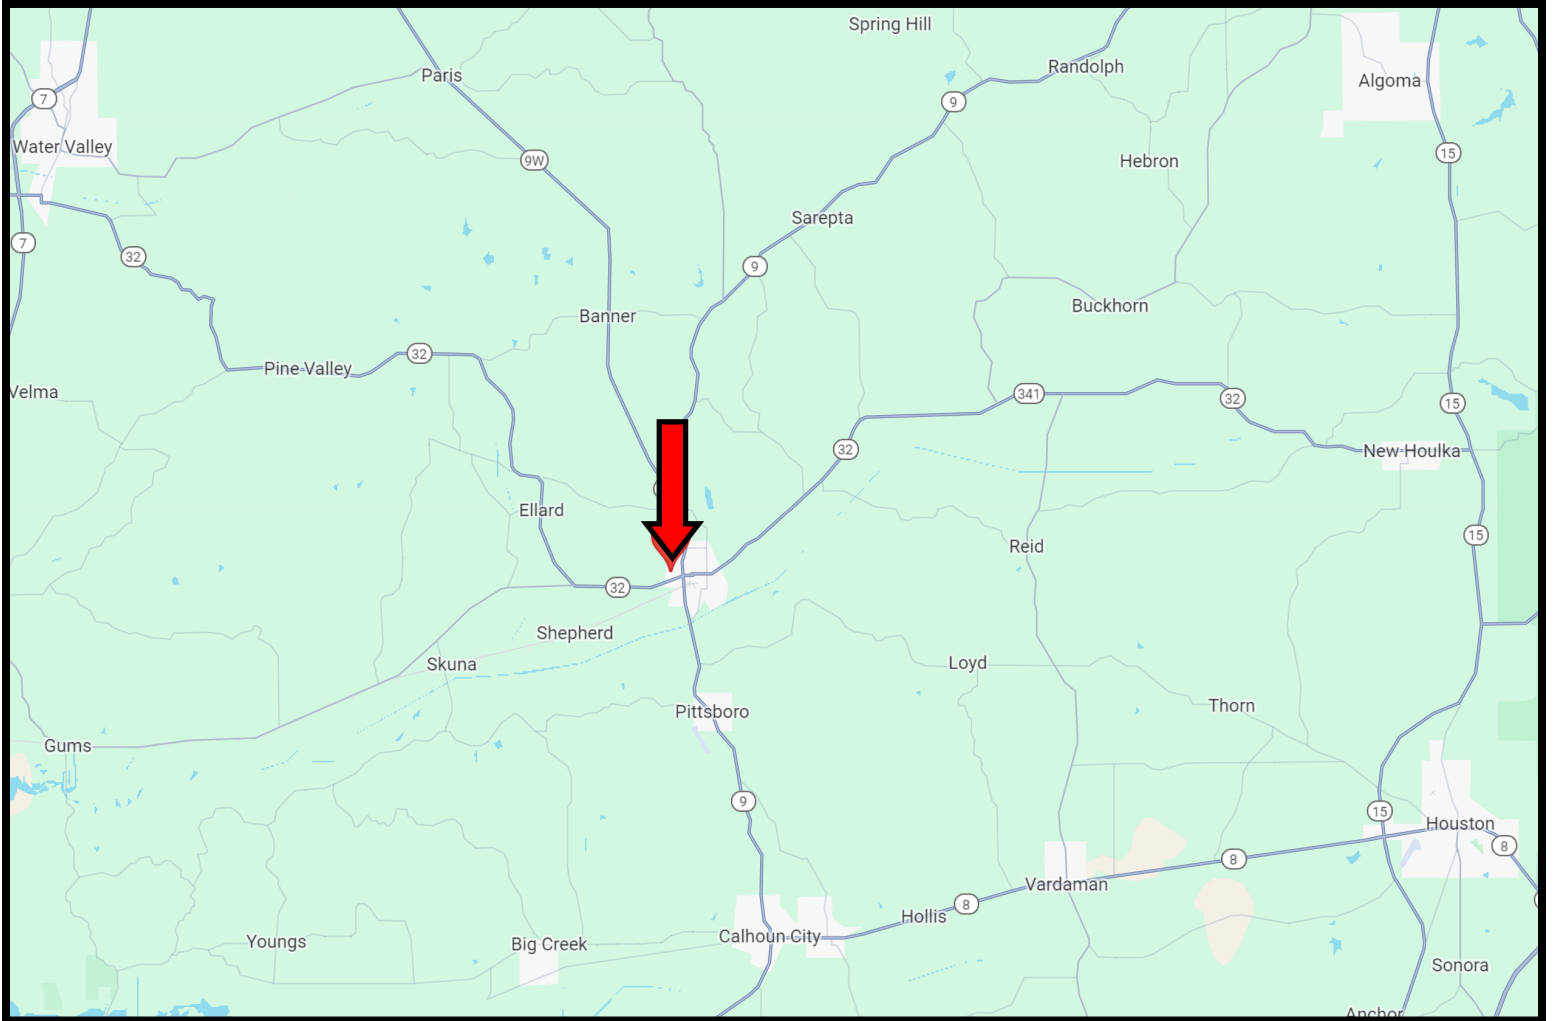 Spring Hill
Randolph
Paris
Algoma
7
9
Water Valley
15
9W
Hebron
Sarepta
7
32
9
Buckhorn
Banner
32
Pine Valley
Velma
341
32
15
32
New Houlka
Ellard
15
Reid
32
Shepherd
Skuna
Loyd
Thorn
Pittsboro
Gums
9
15
Houston
8
8
Vardaman
8
Hollis
Calhoun City
Youngs
Big Creek
Sonora
Anchor